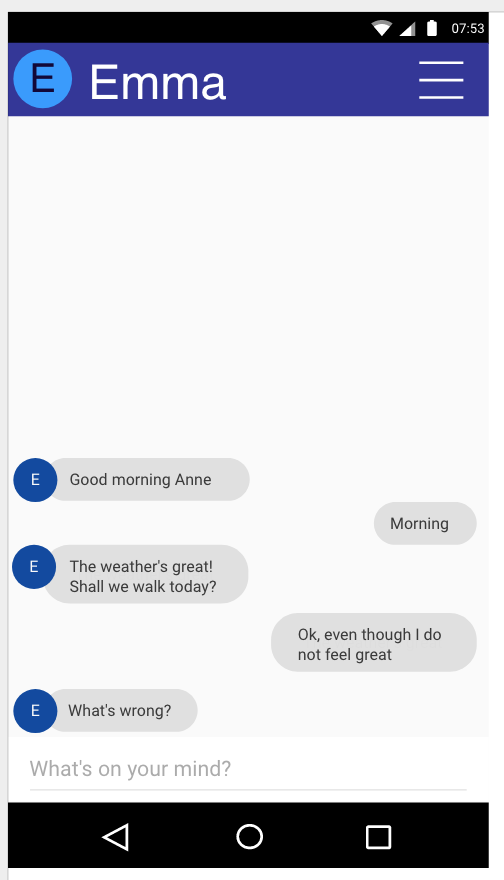 07:53
E
Emma
E
Good morning Anne
Morning
E
The weather's great!
Shall we walk today?
Ok, even though I do
not feel great
E
What's wrong?
What's on your mind?